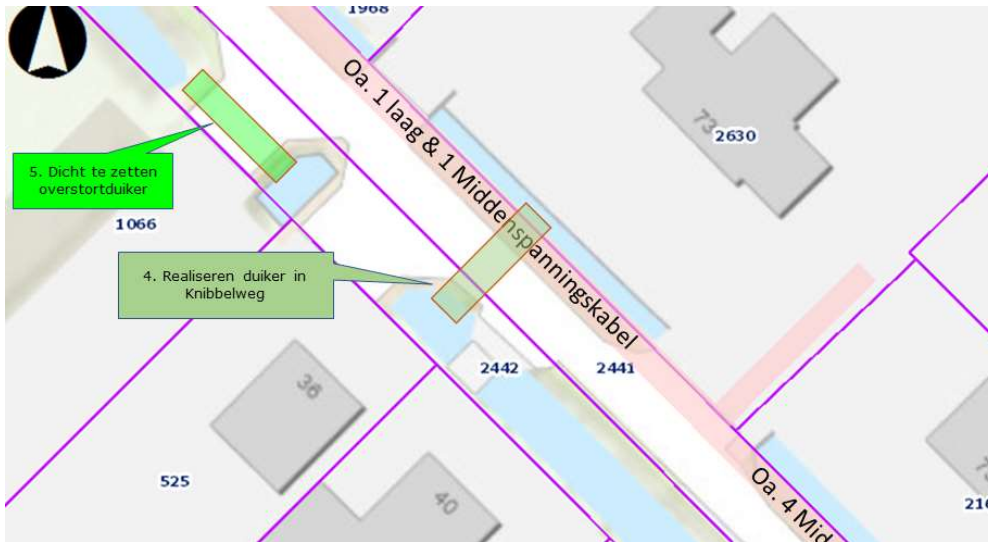 1968
Oa. 1 laag & 1 Middenspanningskabel
73
2630
5. Dicht te zetten
overstortduiker
1066
4. Realiseren duiker in
Knibbelweg
2442
2441
36
525
40
Oa. 4 Mid